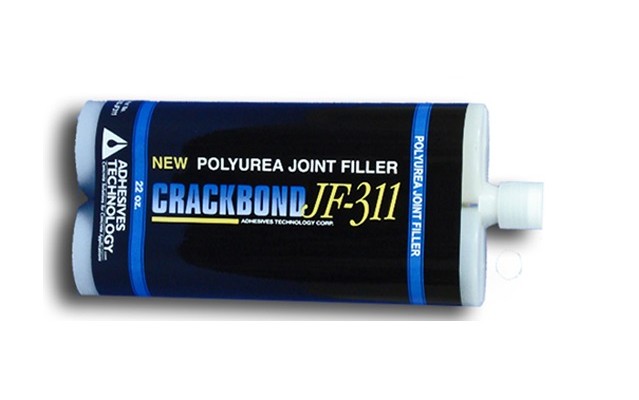 NEW POLYUREA JOINT FILLER
CRACKBOND JF-311
ADHESIVES TECHNOLOGY CORP.
ADHESIVES
TECHNOLOGY
22 oz.
POLYUREA JOINT FILLER